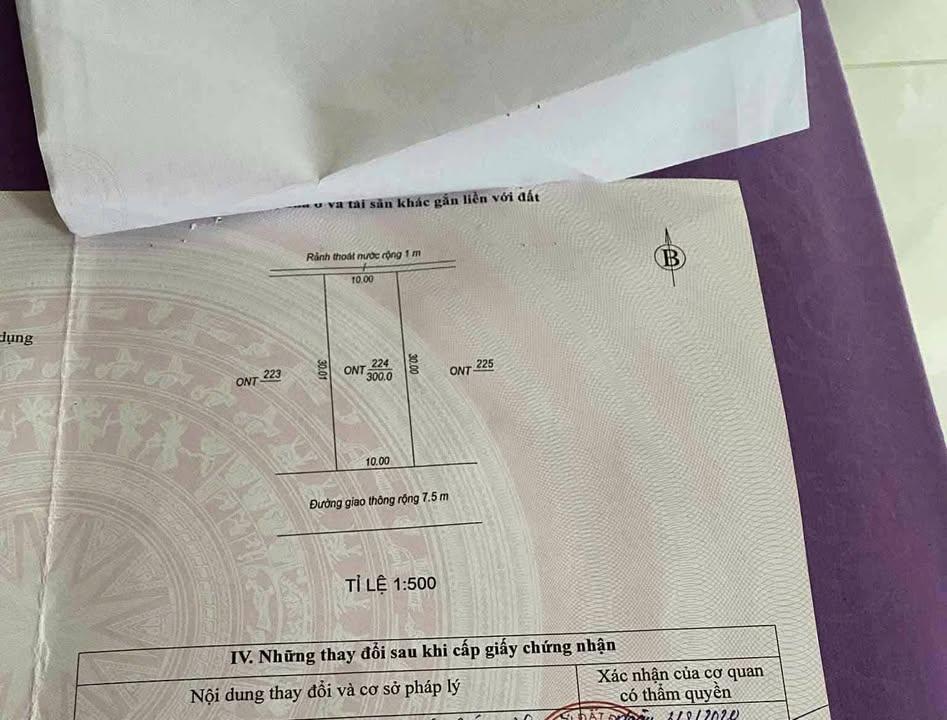 ở và tài sản khác gắn liền với đất
Rãnh thoát nước rộng 1 m
10.00
B
dụng
30.01
30.00
ONT 223
ONT 224
300.0
ONT 225
10.00
Đường giao thông rộng 7.5 m
TỈ LỆ 1:500
IV. Những thay đổi sau khi cấp giấy chứng nhận
Nội dung thay đổi và cơ sở pháp lý
Xác nhận của cơ quan
có thẩm quyền